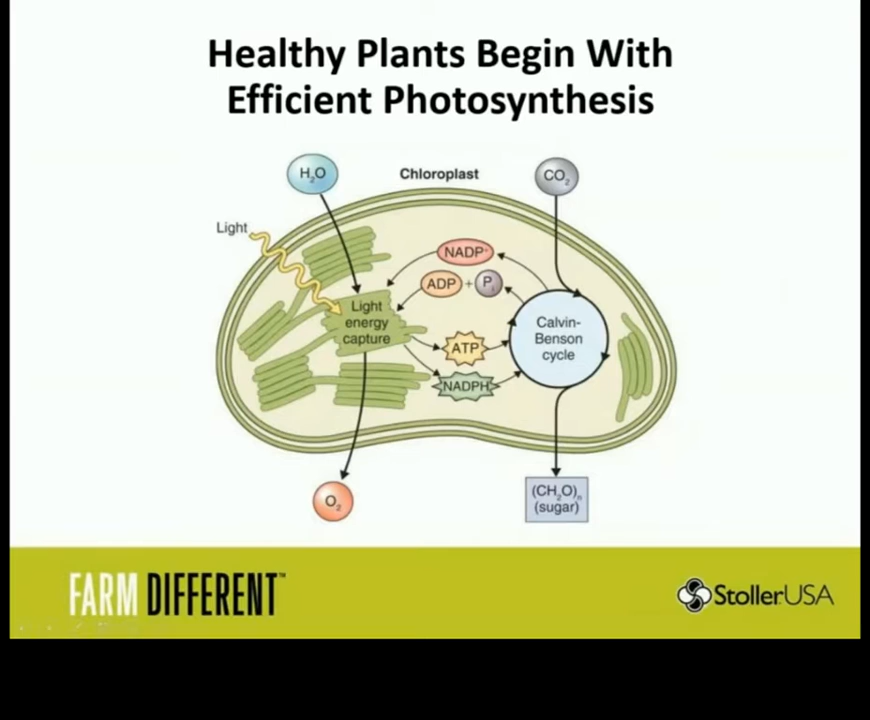 Healthy Plants Begin With
Efficient Photosynthesis
H₂O
Chloroplast
CO₂
Light
NADP⁺
ADP + Pᵢ
Light
energy
capture
Calvin-
Benson
cycle
ATP
NADPH
O₂
(CH₂O)ₙ
(sugar)
FARM DIFFERENT™
StollerUSA